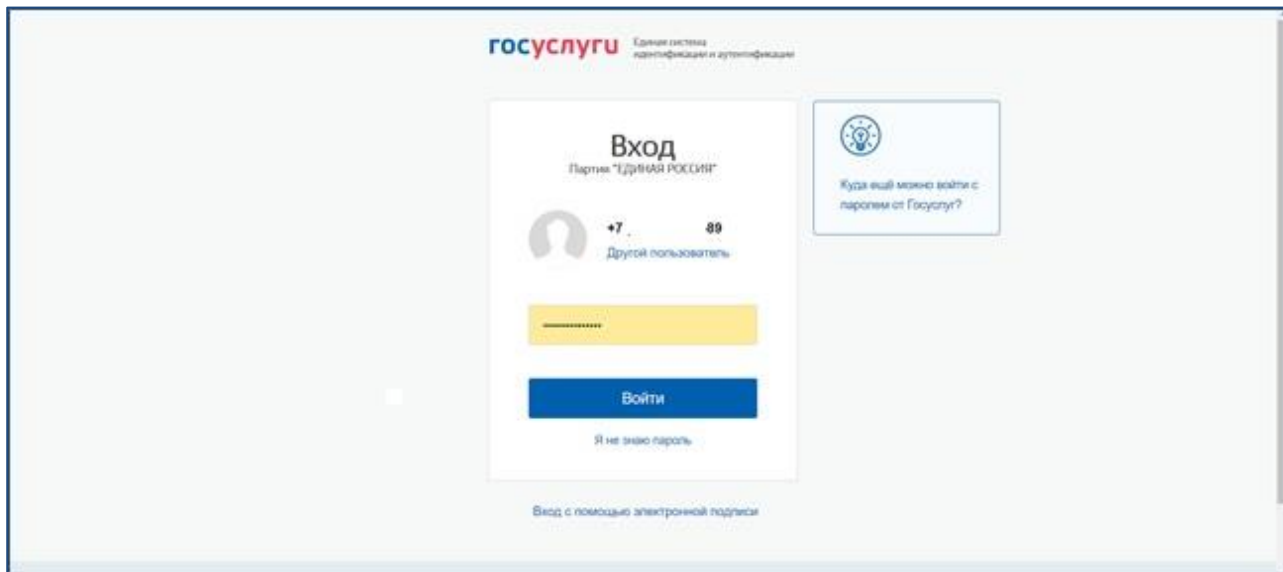 госуслуги
Единая система
идентификации и аутентификации
Вход
Партия "ЕДИНАЯ РОССИЯ"
+7 89
Другой пользователь
Войти
Я не знаю пароль
Вход с помощью электронной подписи
Куда ещё можно войти с
паролем от Госуслуг?